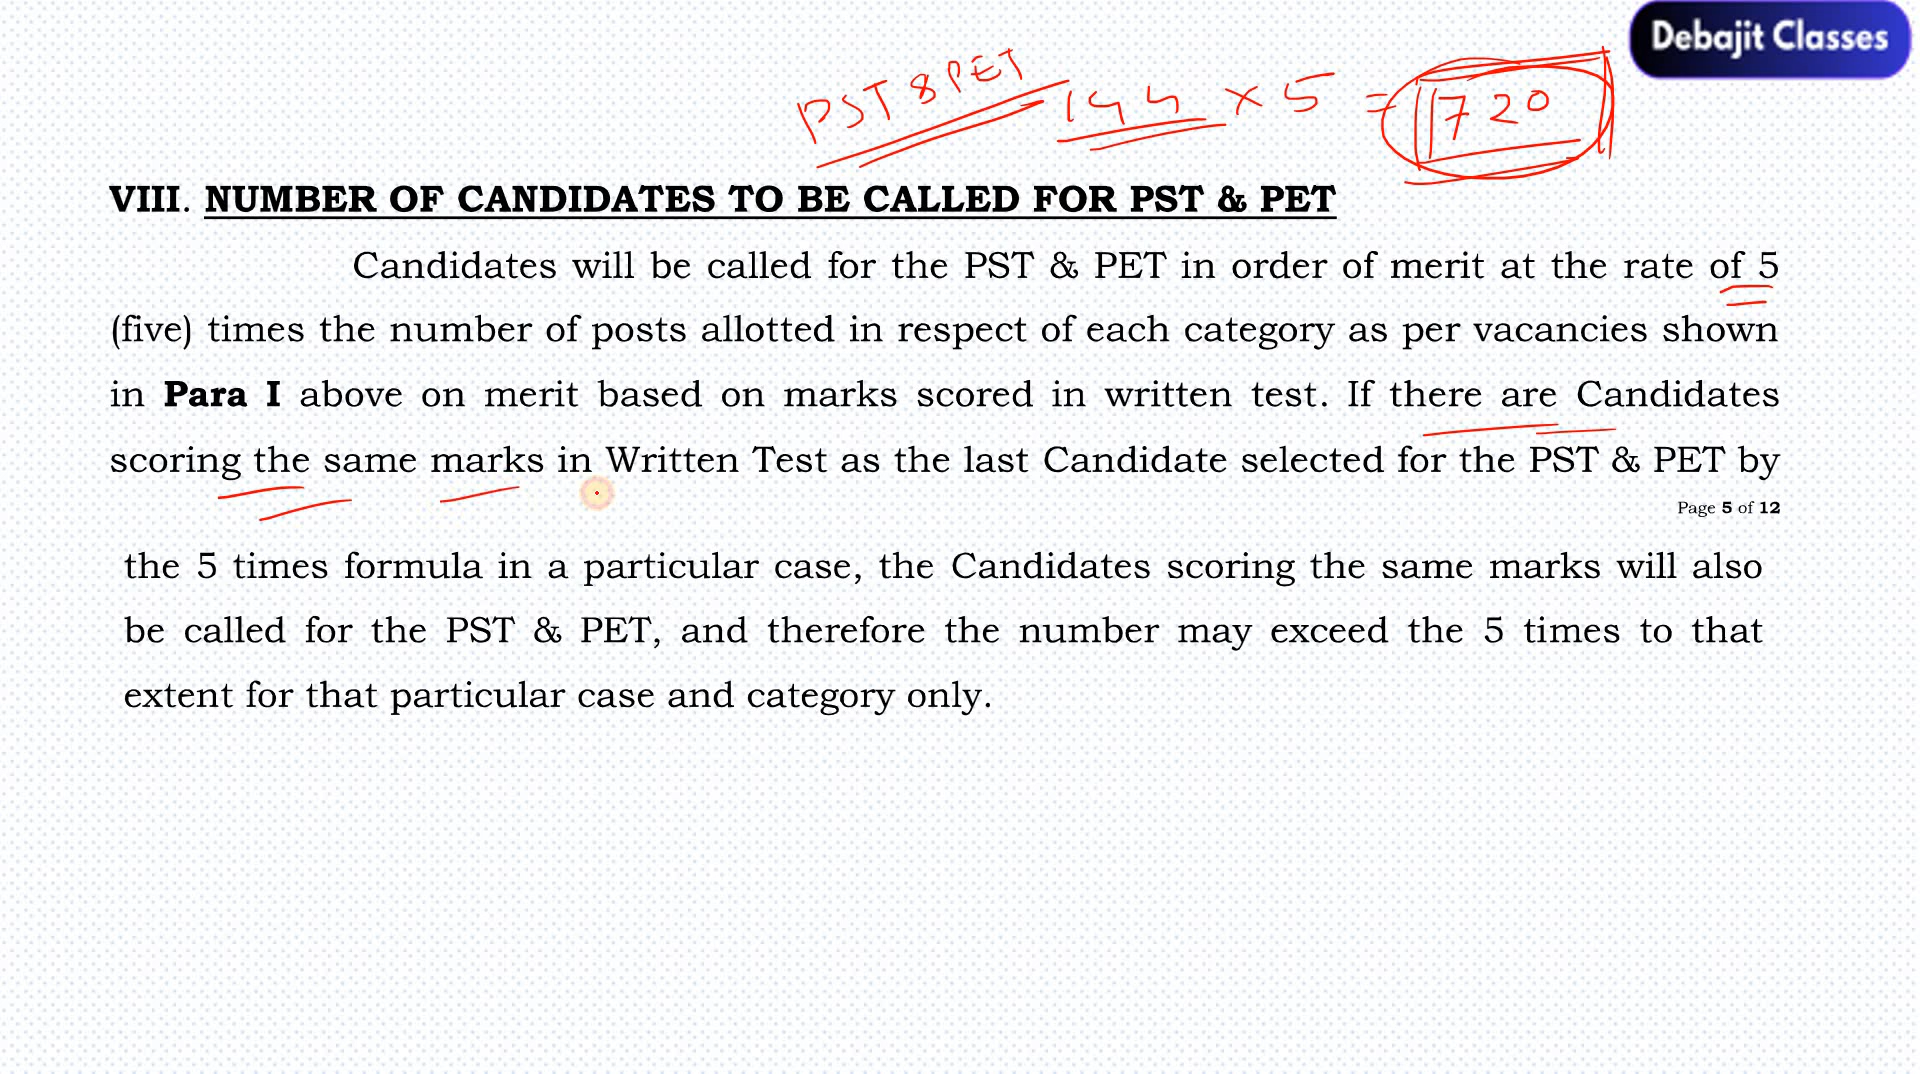 Debajit Classes
PST & PET 144 × 5 = 720
VIII. NUMBER OF CANDIDATES TO BE CALLED FOR PST & PET
Candidates will be called for the PST & PET in order of merit at the rate of 5
(five) times the number of posts allotted in respect of each category as per vacancies shown
in Para I above on merit based on marks scored in written test. If there are Candidates
scoring the same marks in Written Test as the last Candidate selected for the PST & PET by
Page 5 of 12
the 5 times formula in a particular case, the Candidates scoring the same marks will also
be called for the PST & PET, and therefore the number may exceed the 5 times to that
extent for that particular case and category only.